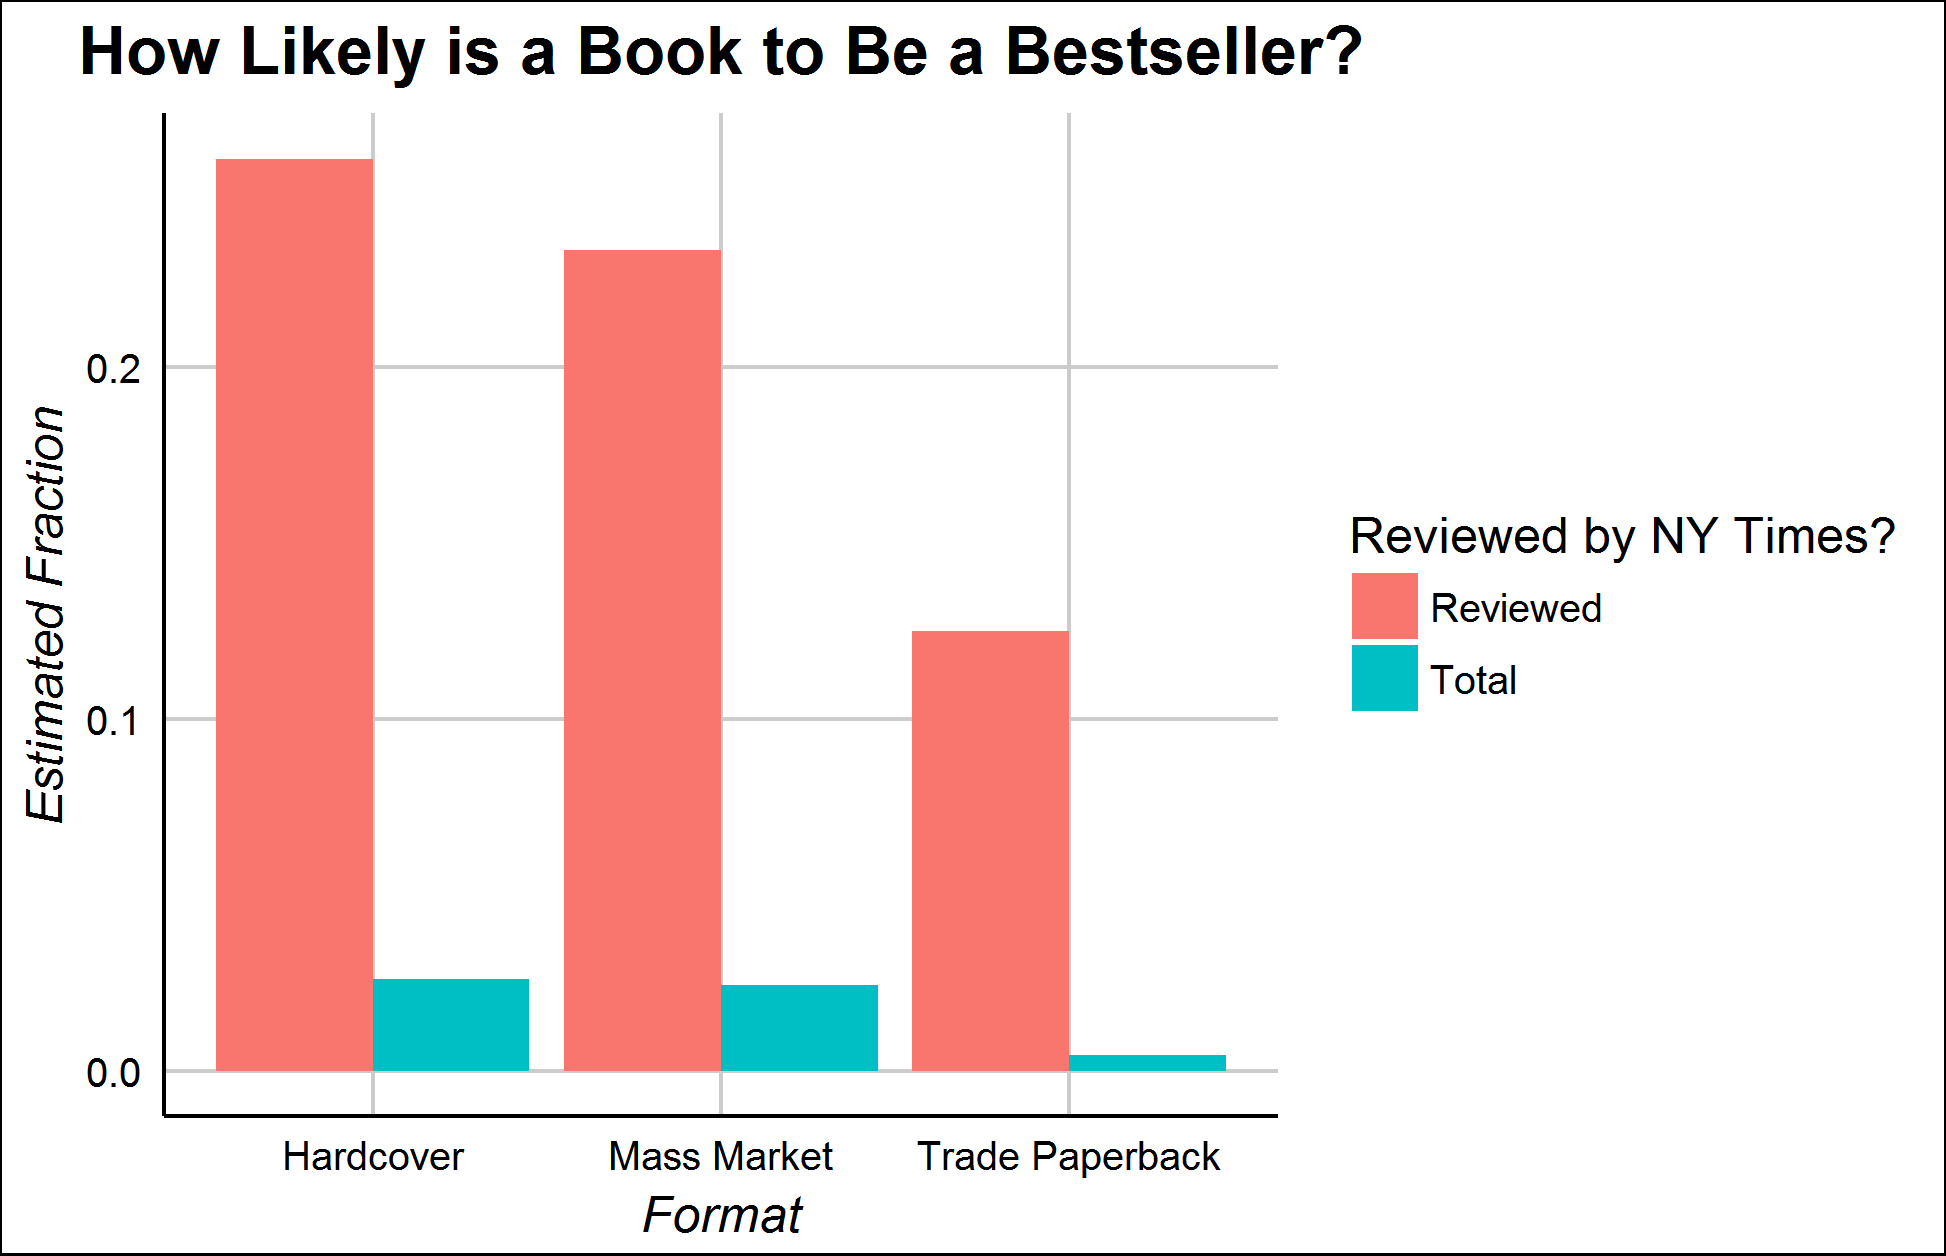 How Likely is a Book to Be a Bestseller?
Estimated Fraction
0.2
0.1
0.0
Hardcover
Mass Market
Trade Paperback
Format
Reviewed by NY Times?
Reviewed
Total